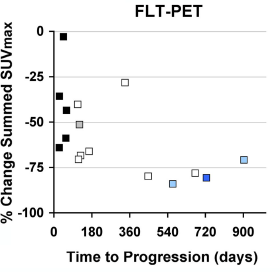 FLT-PET
% Change Summed SUVmax
0
-25
-50
-75
-100
0 180 360 540 720 900
Time to Progression (days)